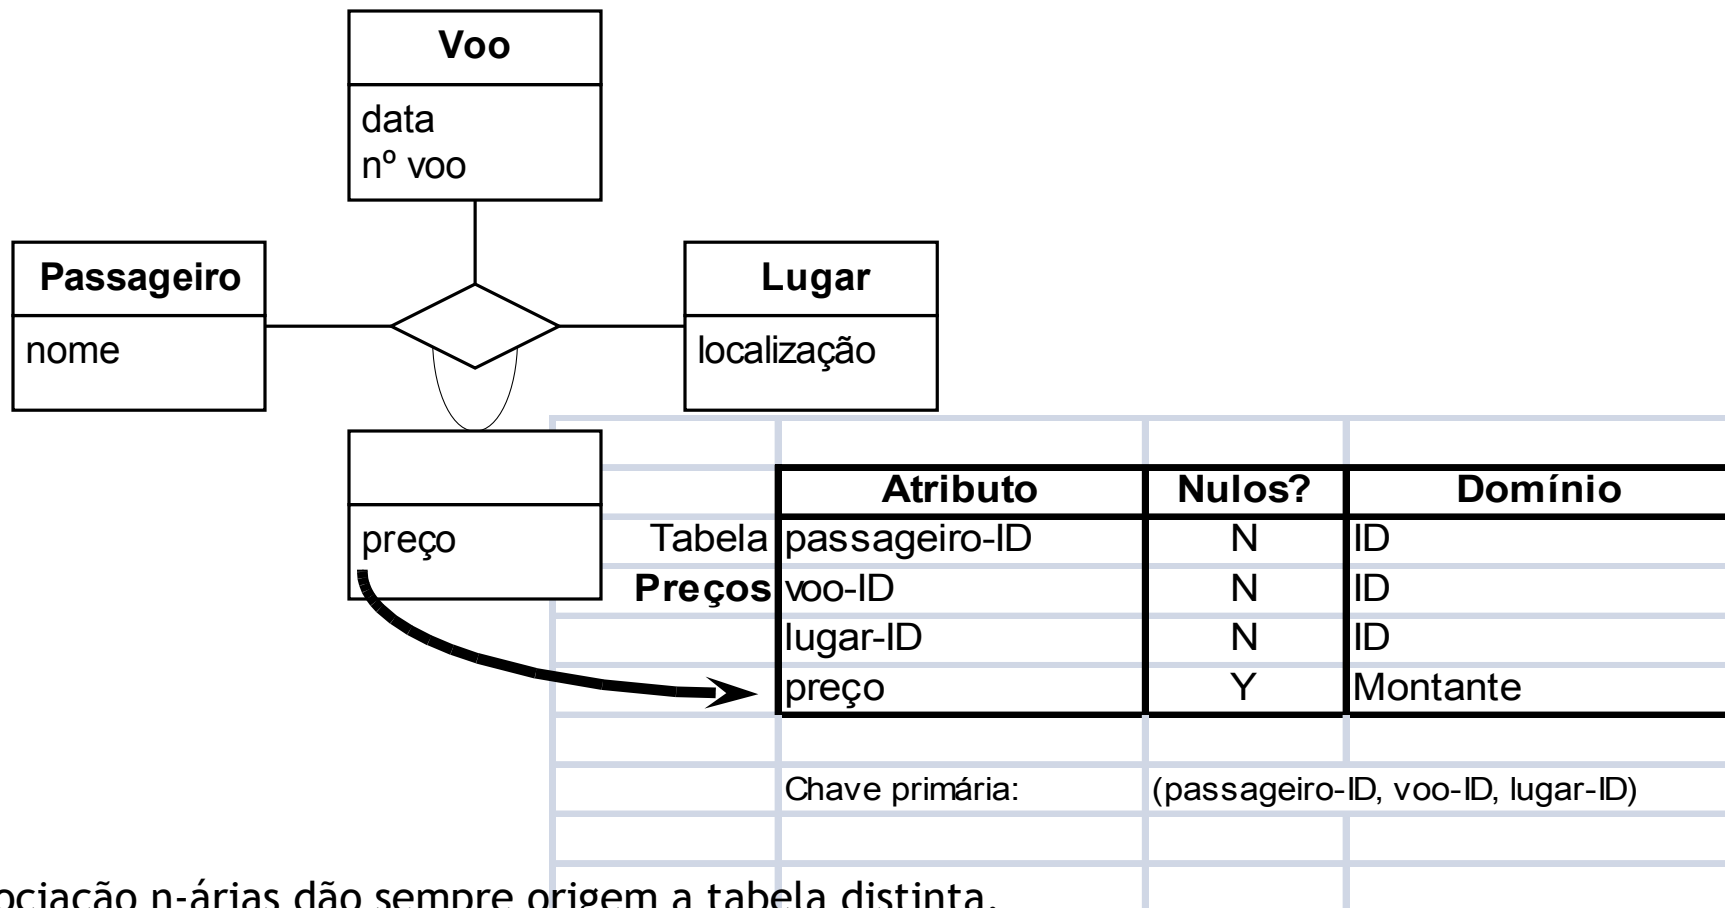 Voo
data
nº voo
Passageiro
nome
Lugar
localização
preço
Atributo Nulos? Domínio
Tabela passageiro-ID N ID
Preços voo-ID N ID
lugar-ID N ID
preço Y Montante
Chave primária: (passageiro-ID, voo-ID, lugar-ID)
n-árias dão sempre origem a tabela distinta.